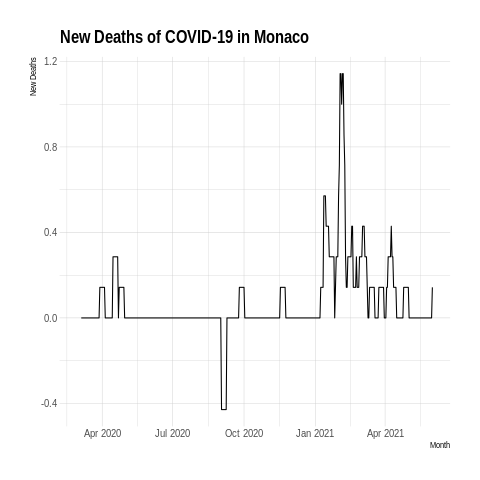 New Deaths of COVID-19 in Monaco
New Deaths
1.2
0.8
0.4
0.0
-0.4
Apr 2020 Jul 2020 Oct 2020 Jan 2021 Apr 2021
Month